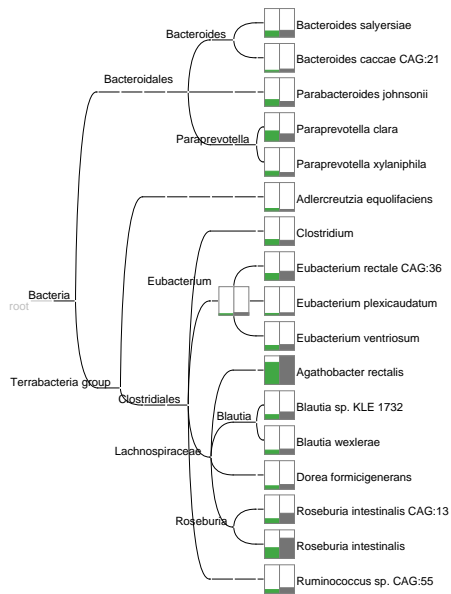 Bacteroides salyersiae
Bacteroides
Bacteroides caccae CAG:21
Bacteroidales
Parabacteroides johnsonii
Paraprevotella clara
Paraprevotella
Paraprevotella xylaniphila
Adlercreutzia equolifaciens
Clostridium
Eubacterium rectale CAG:36
Eubacterium
Bacteria
root
Eubacterium plexicaudatum
Eubacterium ventriosum
Agathobacter rectalis
Terrabacteria group
Clostridiales
Blautia sp. KLE 1732
Blautia
Blautia wexlerae
Lachnospiraceae
Dorea formicigenerans
Roseburia intestinalis CAG:13
Roseburia
Roseburia intestinalis
Ruminococcus sp. CAG:55